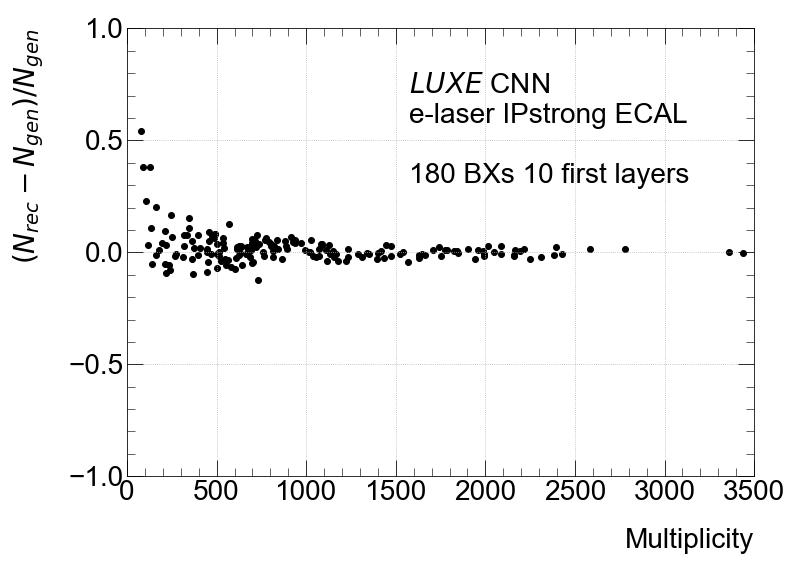 (N_rec − N_gen)/N_gen
1.0
0.5
0.0
−0.5
−1.0
LUXE CNN
e-laser IPstrong ECAL
180 BXs 10 first layers
0 500 1000 1500 2000 2500 3000 3500
Multiplicity